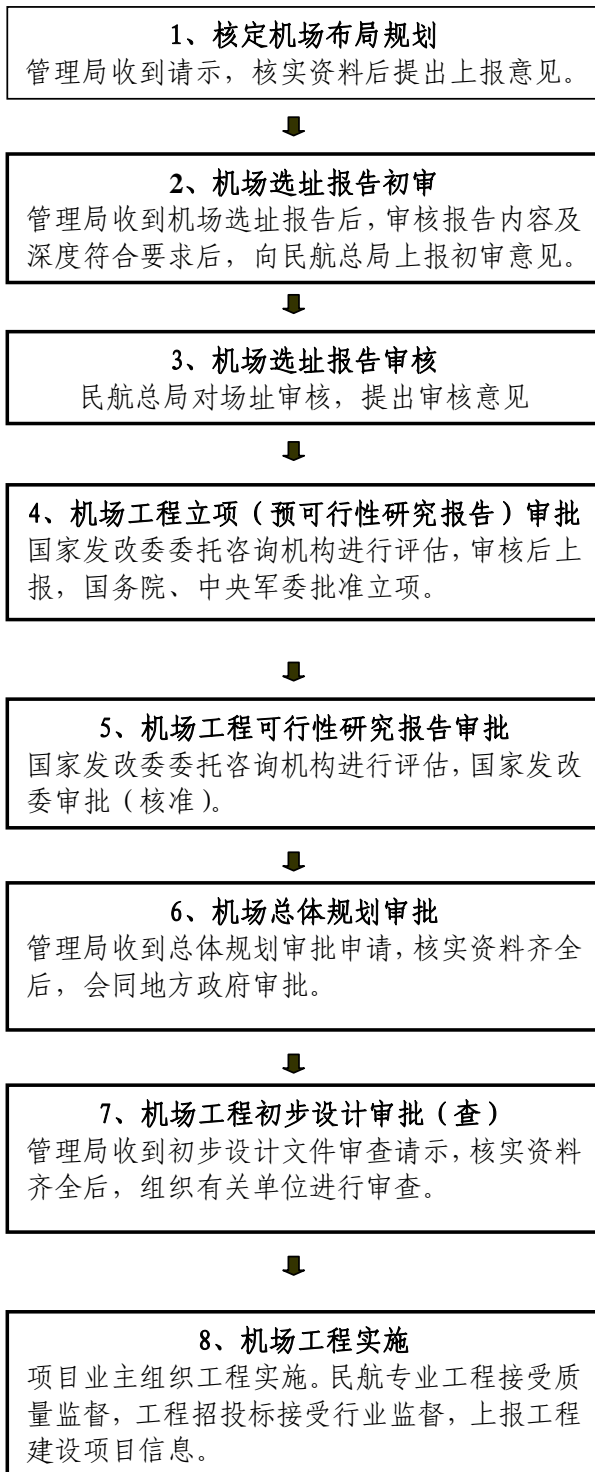 1、核定机场布局规划
管理局收到请示，核实资料后提出上报意见。
2、机场选址报告初审
管理局收到机场选址报告后，审核报告内容及
深度符合要求后，向民航总局上报初审意见。
3、机场选址报告审核
民航总局对场址审核，提出审核意见
4、机场工程立项（预可行性研究报告）审批
国家发改委委托咨询机构进行评估，审核后上
报，国务院、中央军委批准立项。
5、机场工程可行性研究报告审批
国家发改委委托咨询机构进行评估，国家发改
委审批（核准）。
6、机场总体规划审批
管理局收到总体规划审批申请，核实资料齐全
后，会同地方政府审批。
7、机场工程初步设计审批（查）
管理局收到初步设计文件审查请示，核实资料
齐全后，组织有关单位进行审查。
8、机场工程实施
项目业主组织工程实施。民航专业工程接受质
量监督，工程招投标接受行业监督，上报工程
建设项目信息。